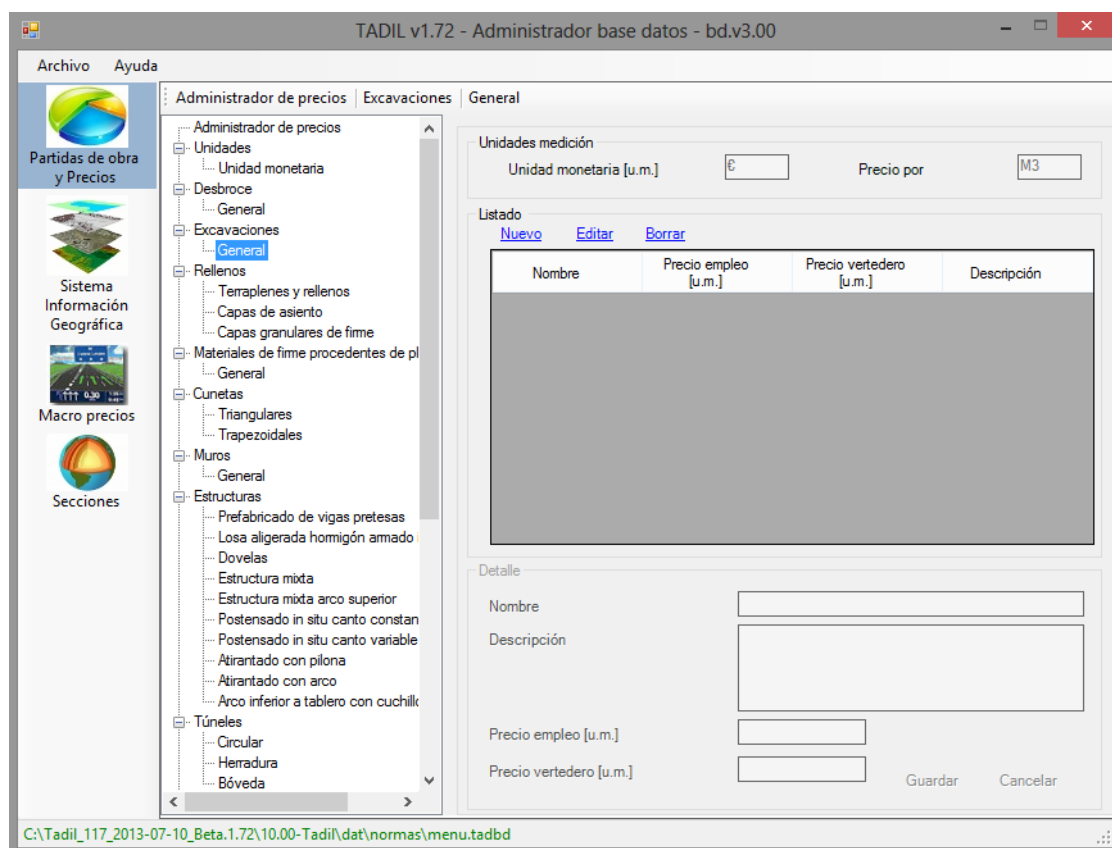 TADIL v1.72 - Administrador base datos - bd.v3.00
Archivo Ayuda
Partidas de obra
y Precios
Sistema
Información
Geográfica
Macro precios
Secciones
Administrador de precios Excavaciones General
Administrador de precios
Unidades
Unidad monetaria
Desbroce
General
Excavaciones
General
Rellenos
Terraplenes y rellenos
Capas de asiento
Capas granulares de firme
Materiales de firme procedentes de pl
General
Cunetas
Triangulares
Trapezoidales
Muros
General
Estructuras
Prefabricado de vigas pretesas
Losa aligerada hormigón armado
Dovelas
Estructura mixta
Estructura mixta arco superior
Postensado in situ canto constan
Postensado in situ canto variable
Atirantado con pilona
Atirantado con arco
Arco inferior a tablero con cuchillo
Túneles
Circular
Herradura
Bóveda
Unidades medición
Unidad monetaria [u.m.] € Precio por M3
Listado
Nuevo Editar Borrar
Nombre Precio empleo [u.m.] Precio vertedero [u.m.] Descripción
Detalle
Nombre
Descripción
Precio empleo [u.m.]
Precio vertedero [u.m.]
Guardar Cancelar
C:\Tadil_117_2013-07-10_Beta.1.72\10.00-Tadil\dat\normas\menu.tadbd